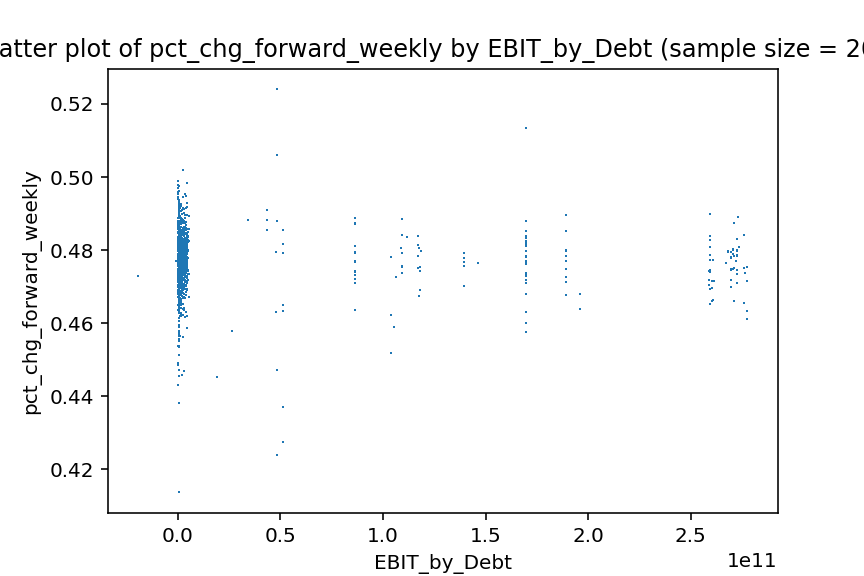 atter plot of pct_chg_forward_weekly by EBIT_by_Debt (sample size = 20
0.52
0.50
0.48
0.46
0.44
0.42
pct_chg_forward_weekly
0.0 0.5 1.0 1.5 2.0 2.5
1e11
EBIT_by_Debt